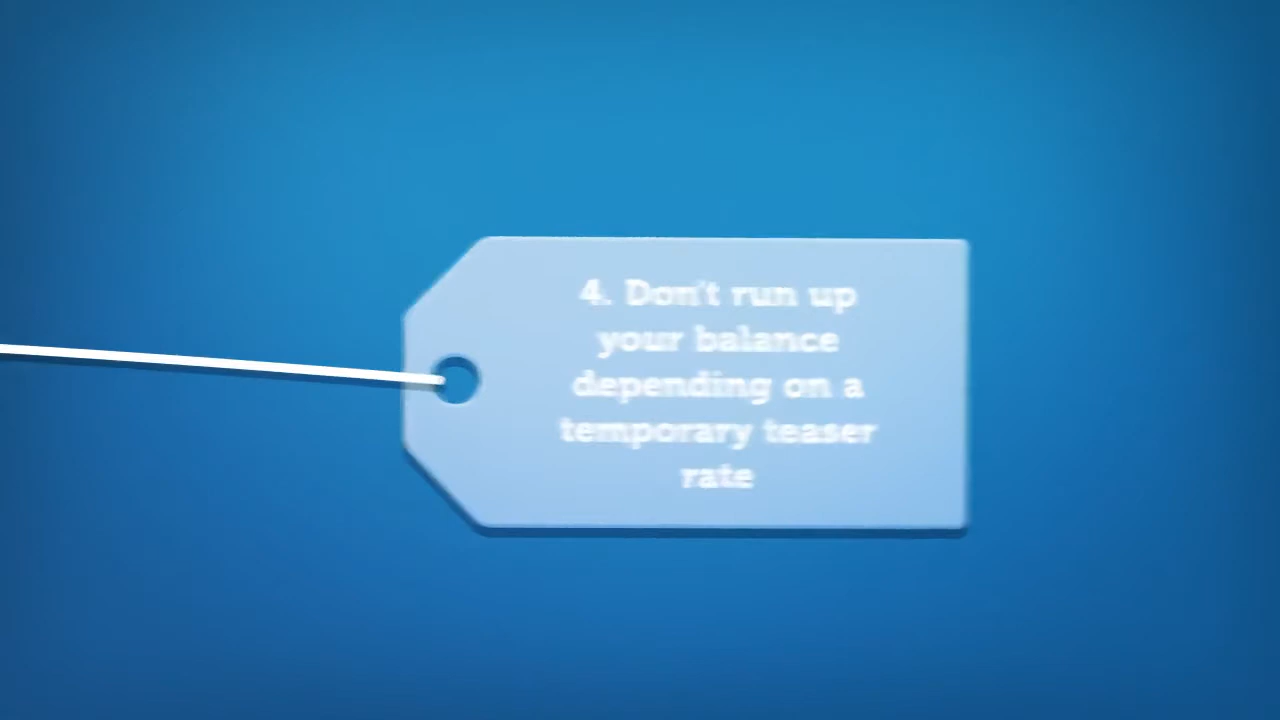 4. Don't run up
your balance
depending on a
temporary teaser
rate